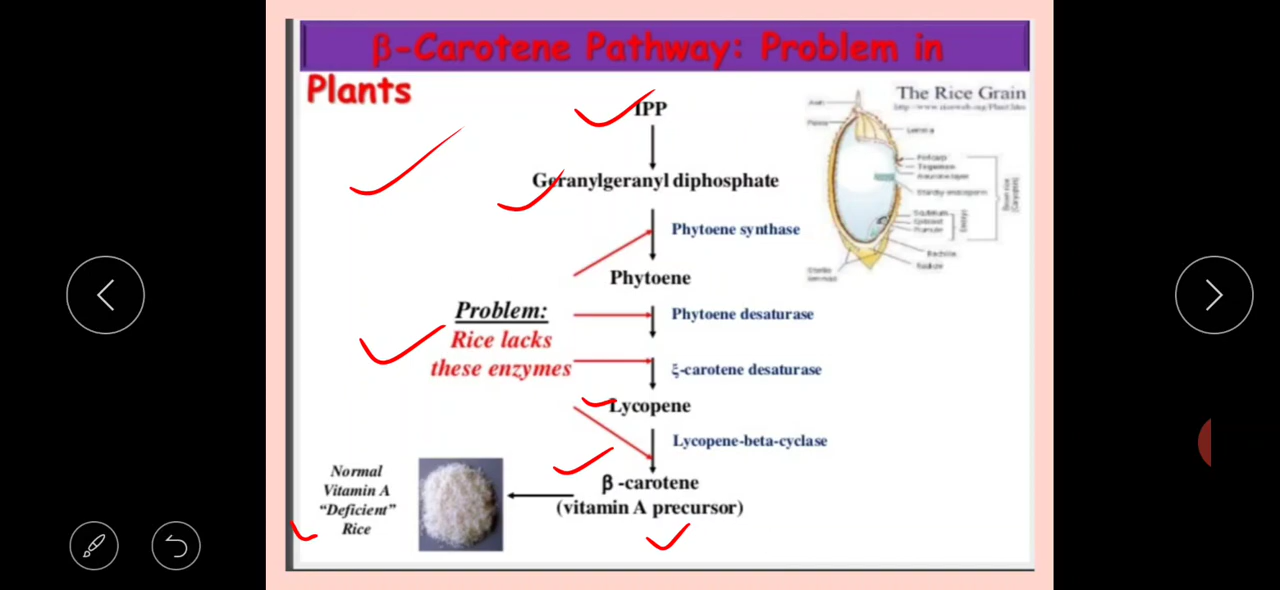 β-Carotene Pathway: Problem in
Plants
The Rice Grain
IPP
Geranylgeranyl diphosphate
Phytoene synthase
Phytoene
Problem:
Rice lacks
these enzymes
Phytoene desaturase
ξ-carotene desaturase
Lycopene
Lycopene-beta-cyclase
β -carotene
(vitamin A precursor)
Normal
Vitamin A
“Deficient”
Rice